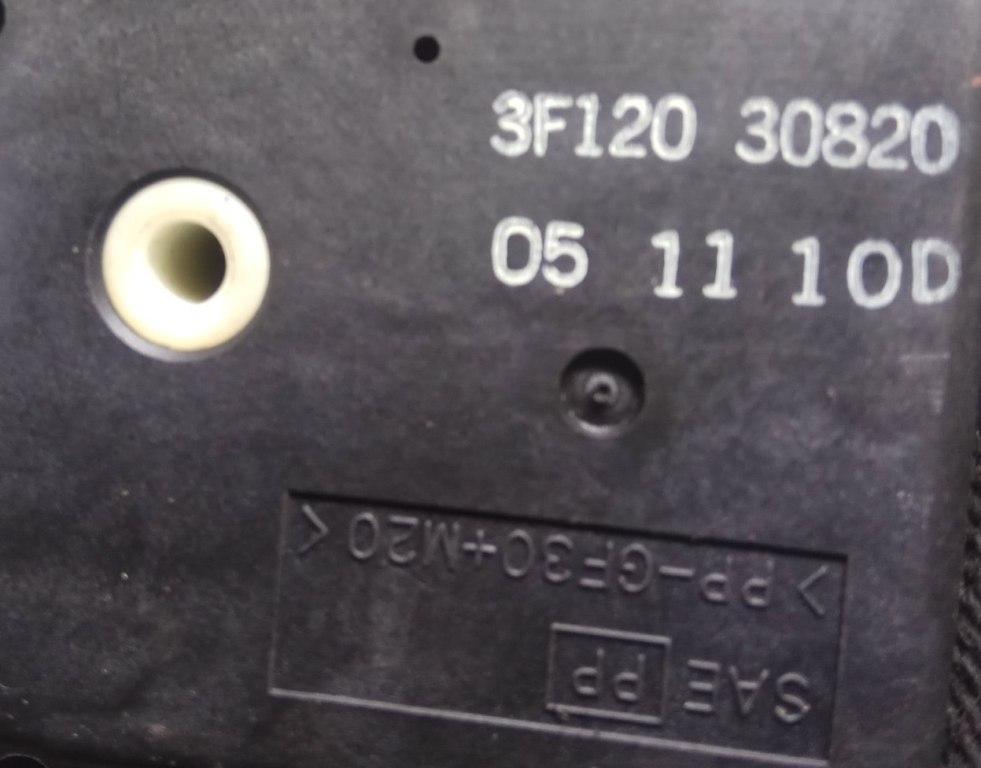 3F120 30820
05 11 10D
>PP-GF30+M20<
SAE PP